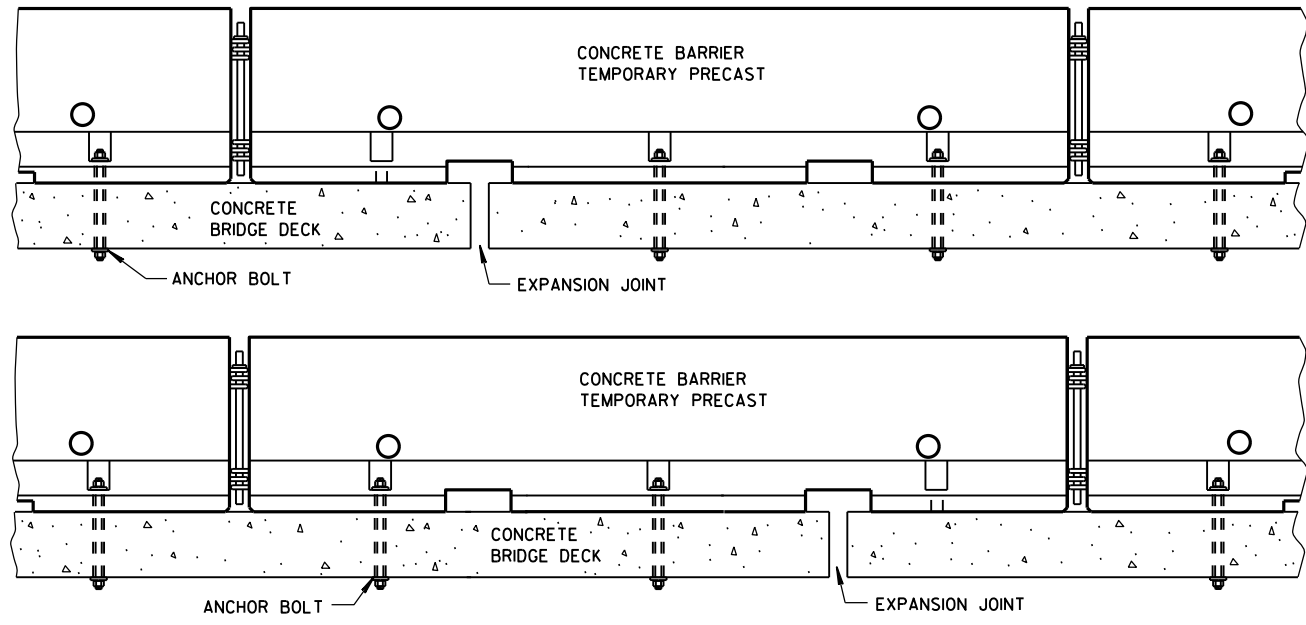 CONCRETE BARRIER
TEMPORARY PRECAST
CONCRETE
BRIDGE DECK
ANCHOR BOLT
EXPANSION JOINT
CONCRETE BARRIER
TEMPORARY PRECAST
CONCRETE
BRIDGE DECK
ANCHOR BOLT
EXPANSION JOINT